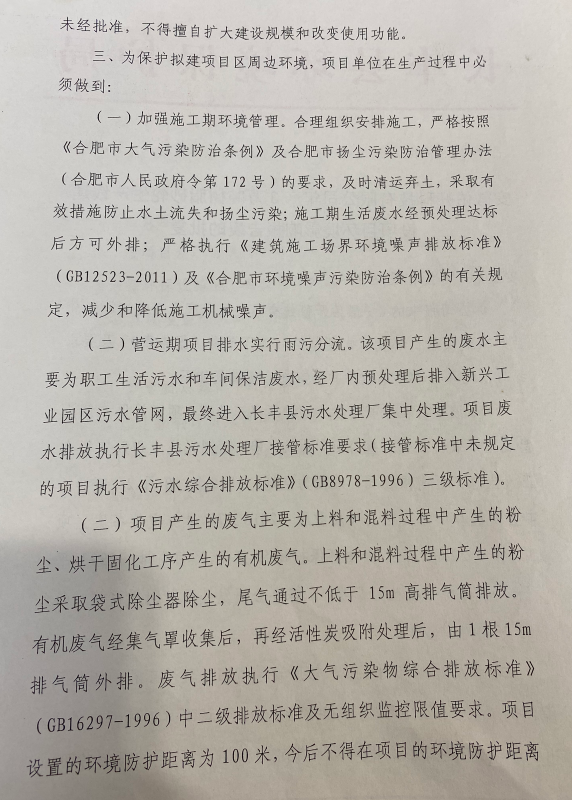 未经批准，不得擅自扩大建设规模和改变使用功能。
三、为保护拟建项目区周边环境，项目单位在生产过程中必
须做到：
（一）加强施工期环境管理。合理组织安排施工，严格按照
《合肥市大气污染防治条例》及合肥市扬尘污染防治管理办法
（合肥市人民政府令第 172 号）的要求，及时清运弃土，采取有
效措施防止水土流失和扬尘污染；施工期生活废水经预处理达标
后方可外排；严格执行《建筑施工场界环境噪声排放标准》
（GB12523-2011）及《合肥市环境噪声污染防治条例》的有关规
定，减少和降低施工机械噪声。
（二）营运期项目排水实行雨污分流。该项目产生的废水主
要为职工生活污水和车间保洁废水，经厂内预处理后排入新兴工
业园区污水管网，最终进入长丰县污水处理厂集中处理。项目废
水排放执行长丰县污水处理厂接管标准要求（接管标准中未规定
的项目执行《污水综合排放标准》（GB8978-1996）三级标准）。
（二）项目产生的废气主要为上料和混料过程中产生的粉
尘、烘干固化工序产生的有机废气。上料和混料过程中产生的粉
尘采取袋式除尘器除尘，尾气通过不低于 15m 高排气筒排放。
有机废气经集气罩收集后，再经活性炭吸附处理后，由 1 根 15m
排气筒外排。废气排放执行《大气污染物综合排放标准》
（GB16297-1996）中二级排放标准及无组织监控限值要求。项目
设置的环境防护距离为 100 米，今后不得在项目的环境防护距离